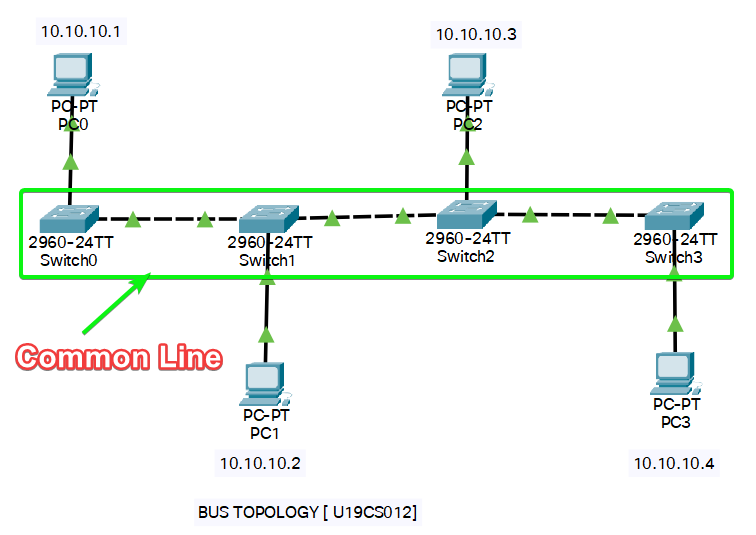 10.10.10.1
10.10.10.3
PC-PT
PC0
PC-PT
PC2
2960-24TT
Switch0
2960-24TT
Switch1
2960-24TT
Switch2
2960-24TT
Switch3
Common Line
PC-PT
PC1
PC-PT
PC3
10.10.10.2
10.10.10.4
BUS TOPOLOGY [ U19CS012]